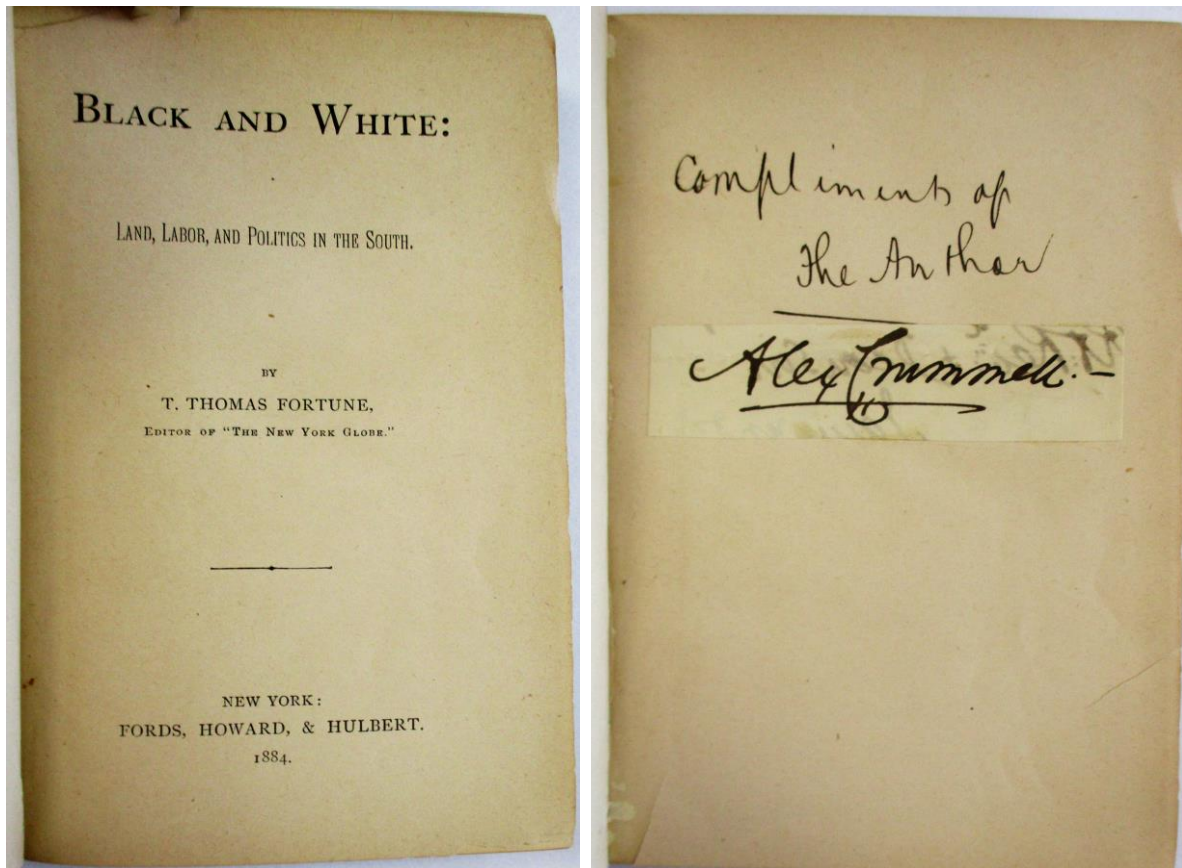 BLACK AND WHITE:
LAND, LABOR, AND POLITICS IN THE SOUTH.
BY
T. THOMAS FORTUNE,
EDITOR OF "THE NEW YORK GLOBE."
NEW YORK:
FORDS, HOWARD, & HULBERT.
1884.
Compliments of
The Author
Alex Crummell.